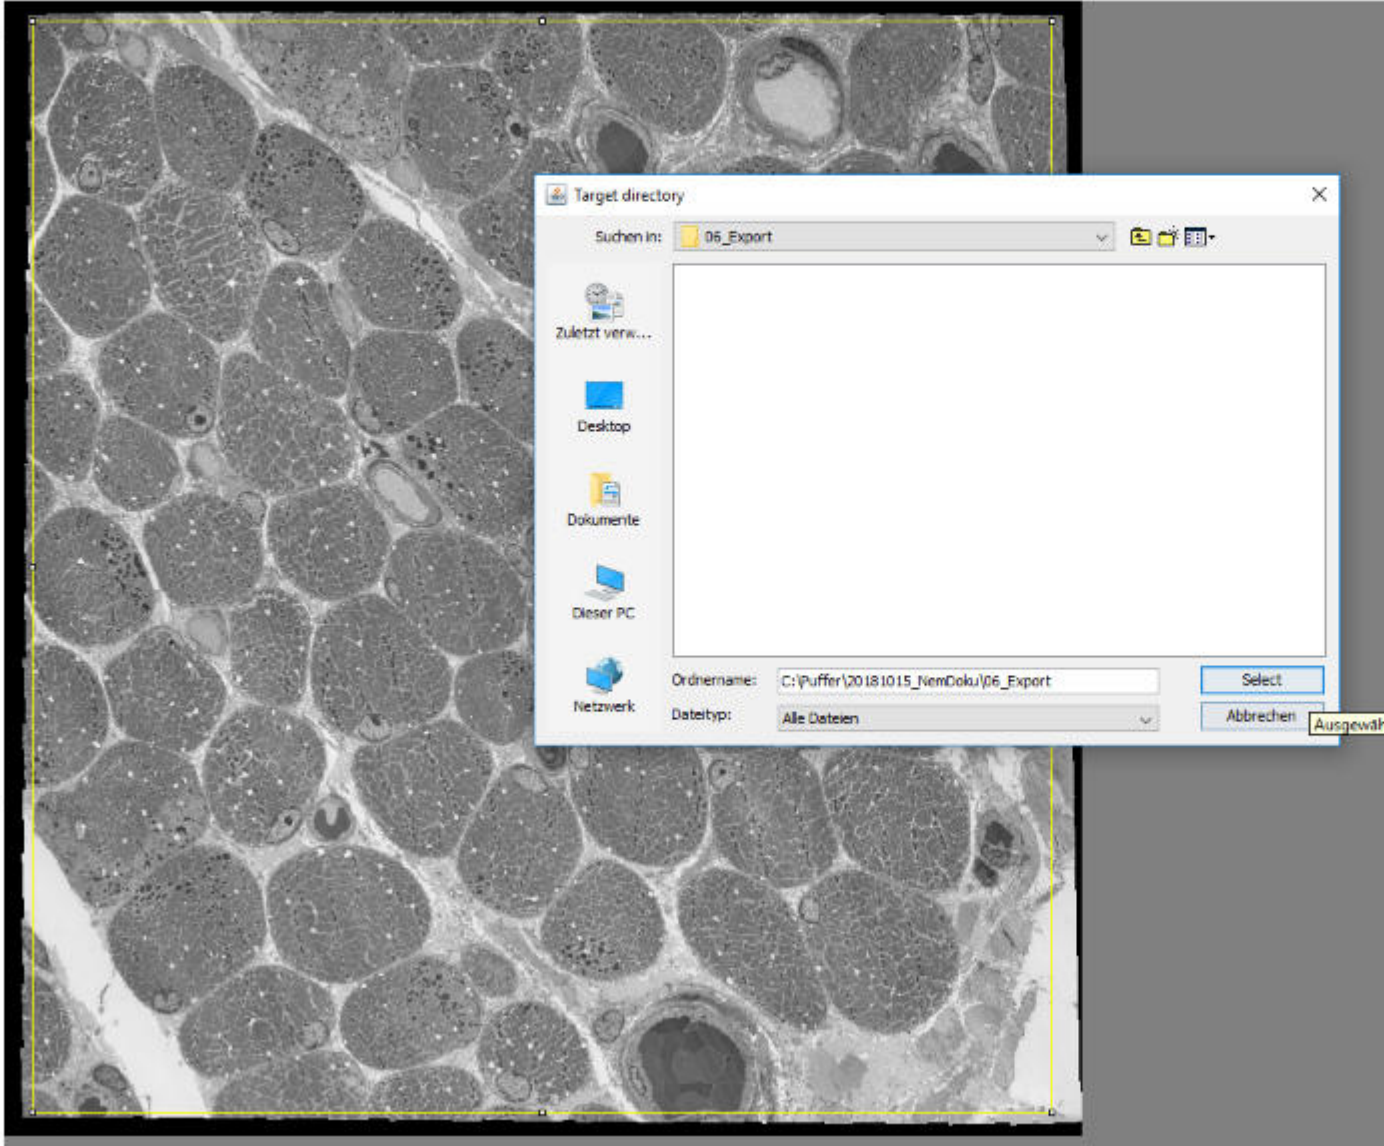 Target directory
Suchen in:
06_Export
Zuletzt verw...
Desktop
Dokumente
Dieser PC
Netzwerk
Ordnername:
C:\Puffer\20181015_NemDoku\06_Export
Select
Dateityp:
Alle Dateien
Abbrechen
Ausgewäh